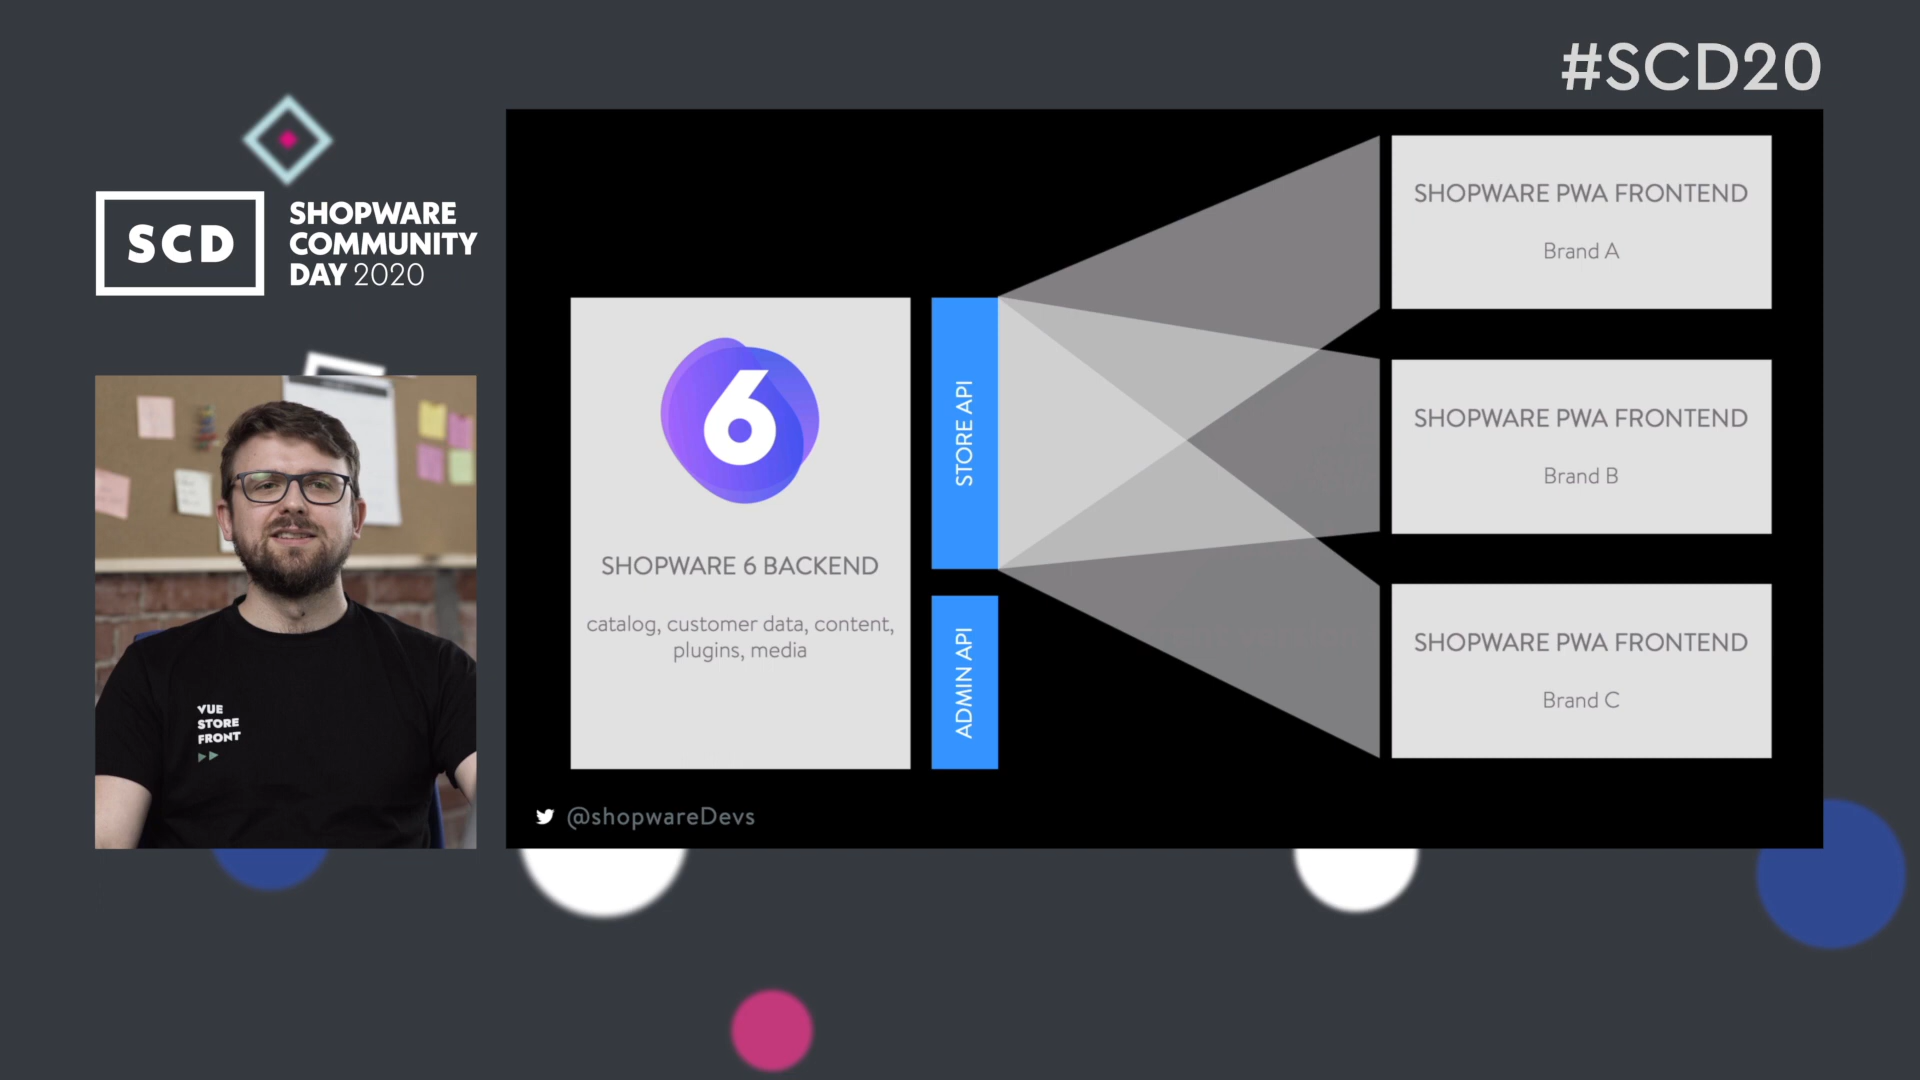 #SCD20
SCD
SHOPWARE
COMMUNITY
DAY 2020
VUE
STORE
FRONT
6
SHOPWARE 6 BACKEND
catalog, customer data, content,
plugins, media
STORE API
ADMIN API
SHOPWARE PWA FRONTEND
Brand A
SHOPWARE PWA FRONTEND
Brand B
SHOPWARE PWA FRONTEND
Brand C
@shopwareDevs